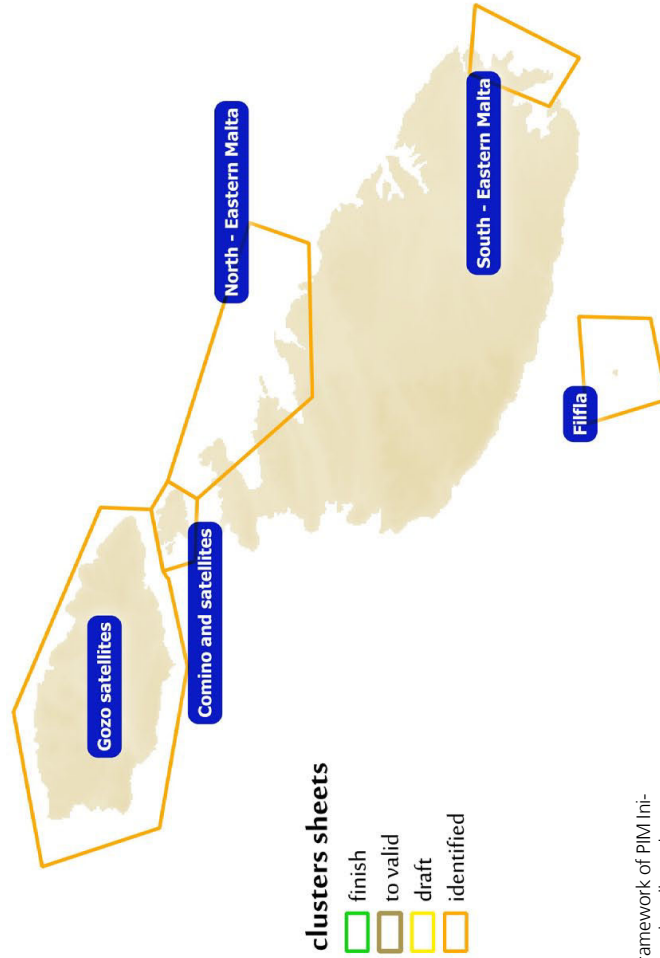 North - Eastern Malta
South - Eastern Malta
Gozo satellites
Comino and satellites
Filfla
clusters sheets
finish
to valid
draft
identified
ramework of PIM Ini-